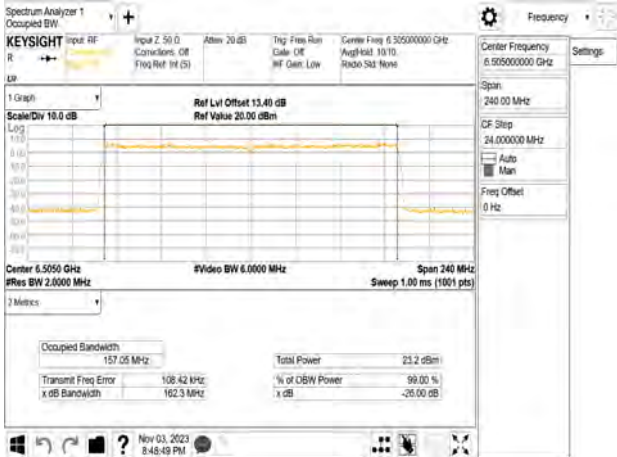 Spectrum Analyzer 1
Occupied BW
+
Frequency
KEYSIGHT
Input: RF
Input Z: 50 Ω
Atten: 20 dB
Trig: Free Run
Center Freq: 6.505000000 GHz
R
Corrections: Off
Gate: Off
Avg|Hold: 10/10
Freq Ref: Int (S)
#IF Gain: Low
Radio Std: None
Center Frequency
6.505000000 GHz
Settings
Span
240.00 MHz
CF Step
24.000000 MHz
Auto
Man
Freq Offset
0 Hz
1 Graph
Ref Lvl Offset 13.40 dB
Scale/Div 10.0 dB
Ref Value 20.00 dBm
Log
Center 6.5050 GHz
#Video BW 6.0000 MHz
Span 240 MHz
#Res BW 2.0000 MHz
Sweep 1.00 ms (1001 pts)
2 Metrics
Occupied Bandwidth
157.05 MHz
Total Power
23.2 dBm
Transmit Freq Error
108.42 kHz
% of OBW Power
99.00 %
x dB Bandwidth
162.3 MHz
x dB
-26.00 dB
?
Nov 03, 2023
8:48:49 PM